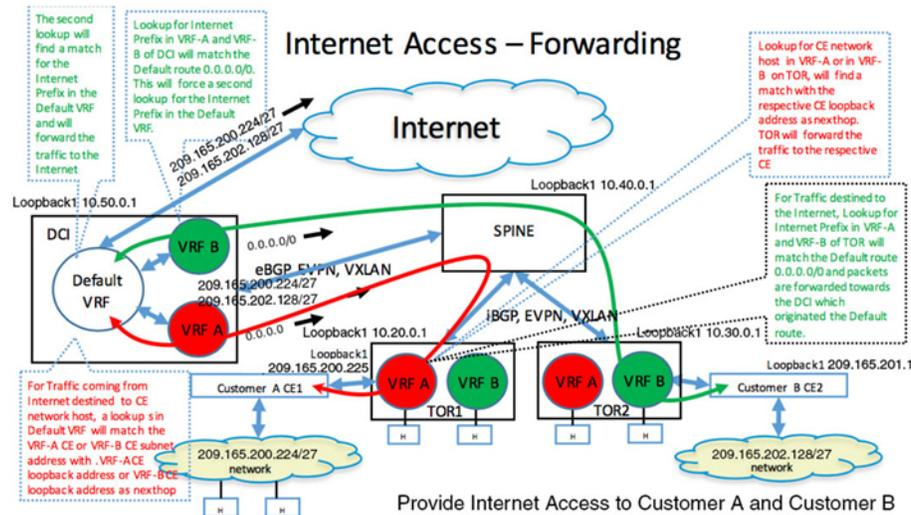 Internet Access – Forwarding
The second
lookup will
find a match
for the
Internet
Prefix in the
Default VRF
and will
forward the
traffic to the
Internet
Lookup for Internet
Prefix in VRF-A and VRF-
B of DCI will match the
Default route 0.0.0.0/0.
This will force a second
lookup for the Internet
Prefix in the Default
VRF.
209.165.200.224/27
209.165.202.128/27
Internet
Lookup for CE network
host in VRF-A or in VRF-
B on TOR, will find a
match with the
respective CE loopback
address as nexthop.
TOR will forward the
traffic to the respective
CE
Loopback1 10.50.0.1
DCI
VRF B
Default
VRF
VRF A
0.0.0.0/0
eBGP, EVPN, VXLAN
209.165.200.224/27
209.165.202.128/27
0.0.0.0
Loopback1 10.40.0.1
SPINE
iBGP, EVPN, VXLAN
For Traffic destined to
the Internet, Lookup for
Internet Prefix in VRF-A
and VRF-B of TOR will
match the Default route
0.0.0.0/0 and packets
are forwarded towards
the DCI which
originated the Default
route.
Loopback1 10.20.0.1
Loopback1 10.30.0.1
Loopback1
209.165.200.225
Customer A CE1
VRF A
VRF B
TOR1
H
H
VRF A
VRF B
TOR2
H
H
Loopback1 209.165.201.1
Customer B CE2
For Traffic coming from
Internet destined to CE
network host, a lookup s in
Default VRF will match the
VRF-A CE or VRF-B CE subnet
address with .VRF-ACE
loopback address or VRF-BCE
loopback address as nexthop
209.165.200.224/27
network
H
H
209.165.202.128/27
network
Provide Internet Access to Customer A and Customer B